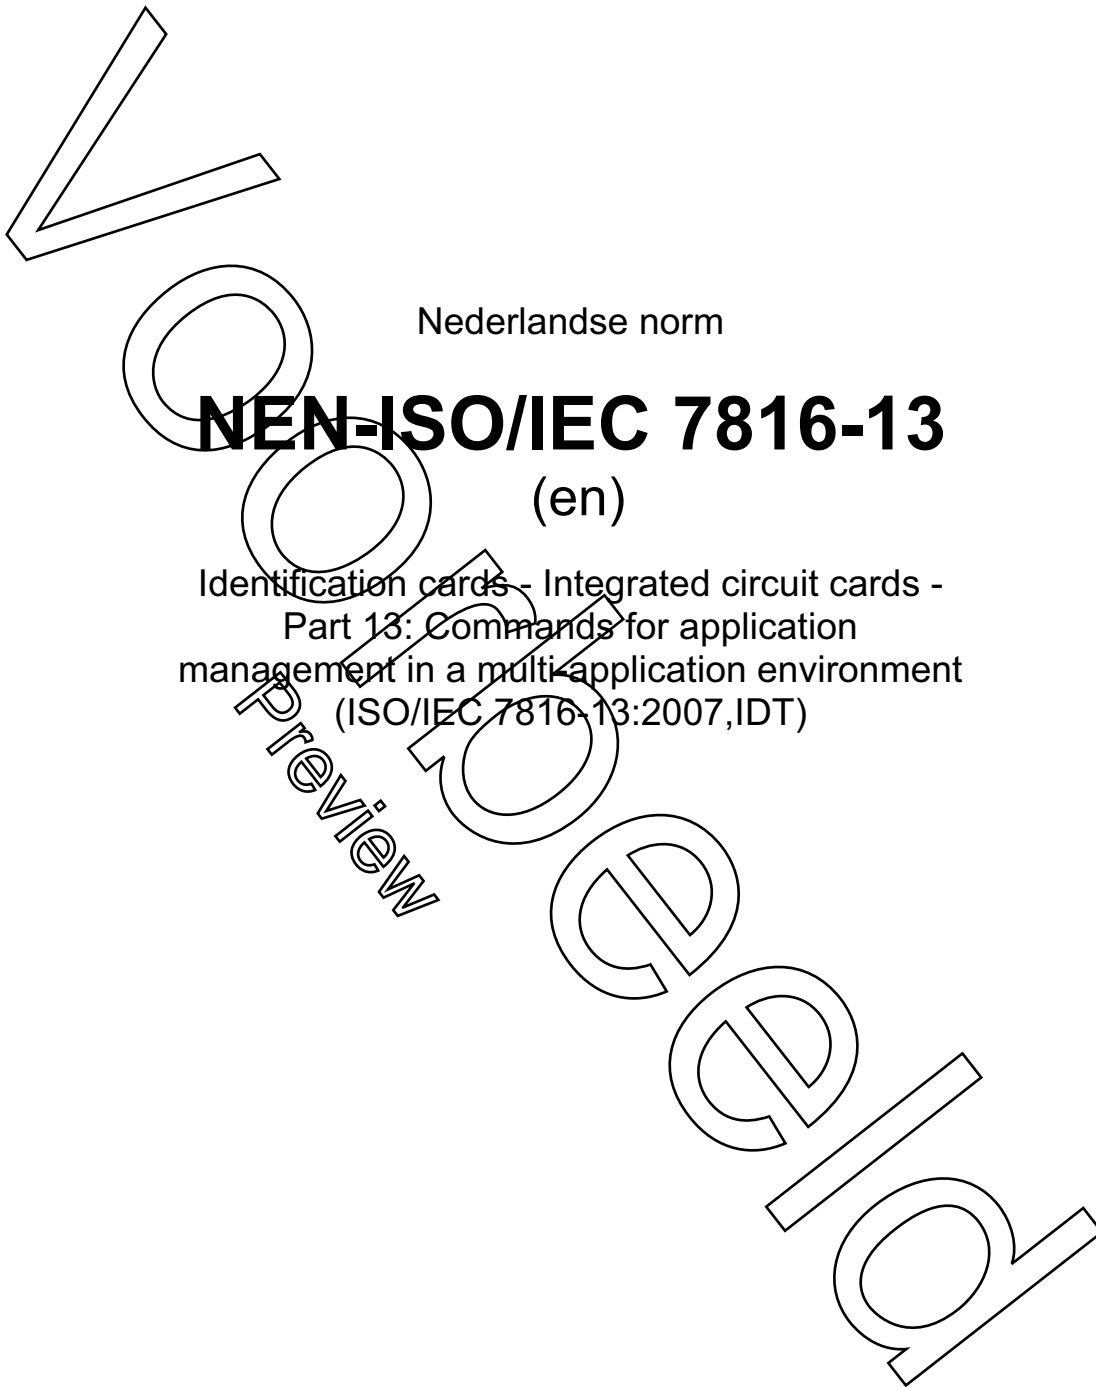 Nederlandse norm
NEN-ISO/IEC 7816-13
(en)
Identification cards - Integrated circuit cards -
Part 13: Commands for application
management in a multi-application environment
(ISO/IEC 7816-13:2007,IDT)
Voorbeeld
Preview